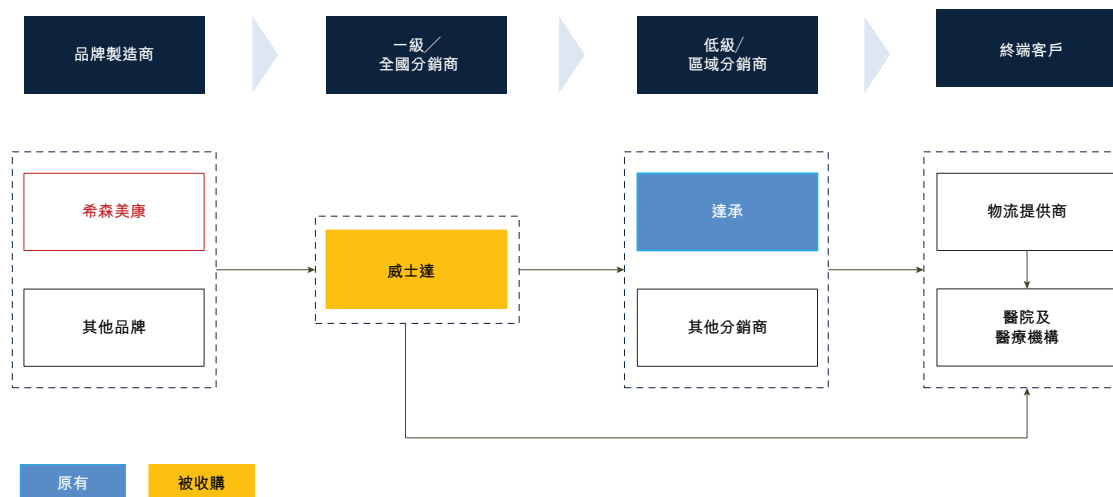 品牌製造商
一級／
全國分銷商
低級/
區域分銷商
終端客戶
希森美康
其他品牌
威士達
達承
其他分銷商
物流提供商
醫院及
醫療機構
原有
被收購